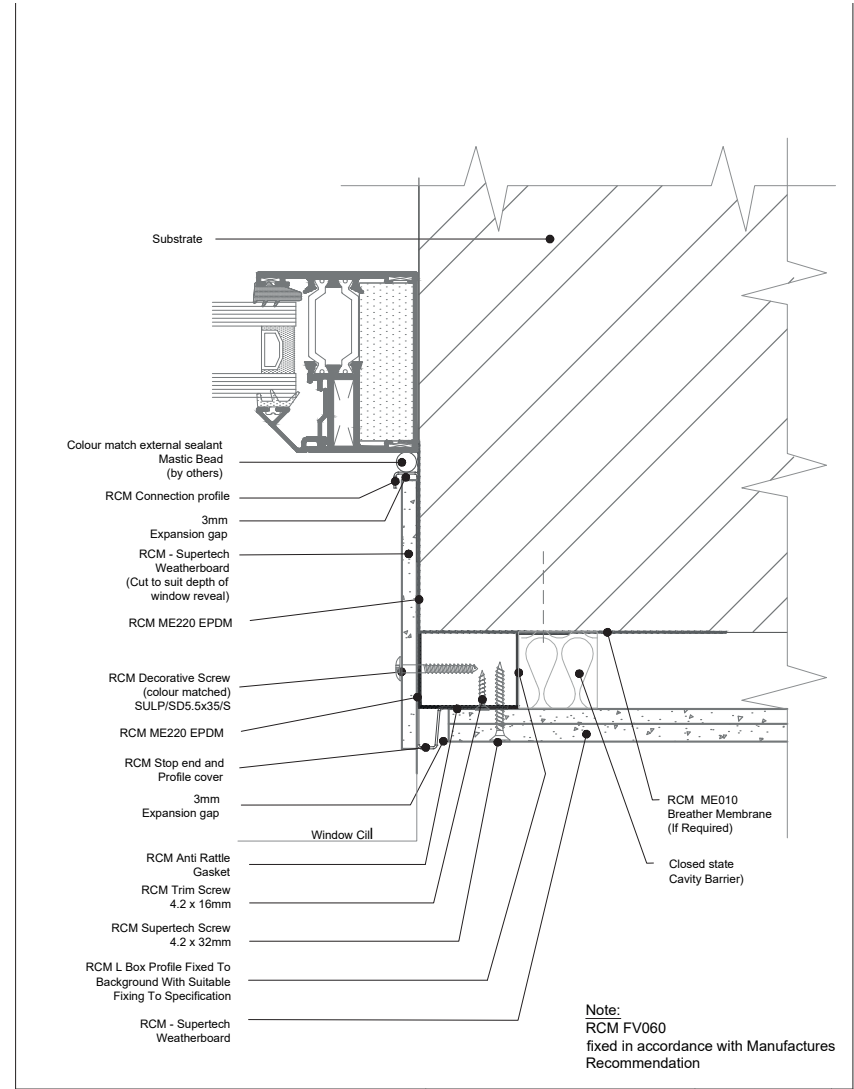 Substrate
Colour match external sealant
Mastic Bead
(by others)
RCM Connection profile
3mm
Expansion gap
RCM - Supertech
Weatherboard
(Cut to suit depth of
window reveal)
RCM ME220 EPDM
RCM Decorative Screw
(colour matched)
SULP/SD5.5x35/S
RCM ME220 EPDM
RCM Stop end and
Profile cover
3mm
Expansion gap
Window Cill
RCM Anti Rattle
Gasket
RCM Trim Screw
4.2 x 16mm
RCM Supertech Screw
4.2 x 32mm
RCM L Box Profile Fixed To
Background With Suitable
Fixing To Specification
RCM - Supertech
Weatherboard
RCM ME010
Breather Membrane
(If Required)
Closed state
Cavity Barrier)
Note:
RCM FV060
fixed in accordance with Manufactures
Recommendation